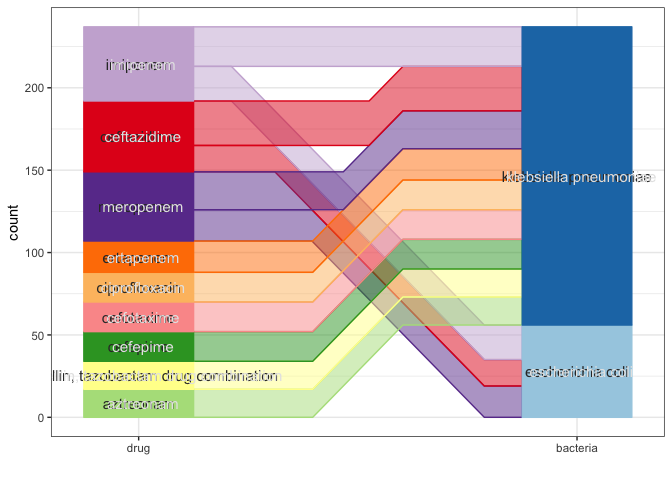 count
200
150
100
50
0
imipenem
ceftazidime
meropenem
ertapenem
ciprofloxacin
cefotaxime
cefepime
llin, tazobactam drug combination
aztreonam
klebsiella pneumoniae
escherichia coli
drug
bacteria